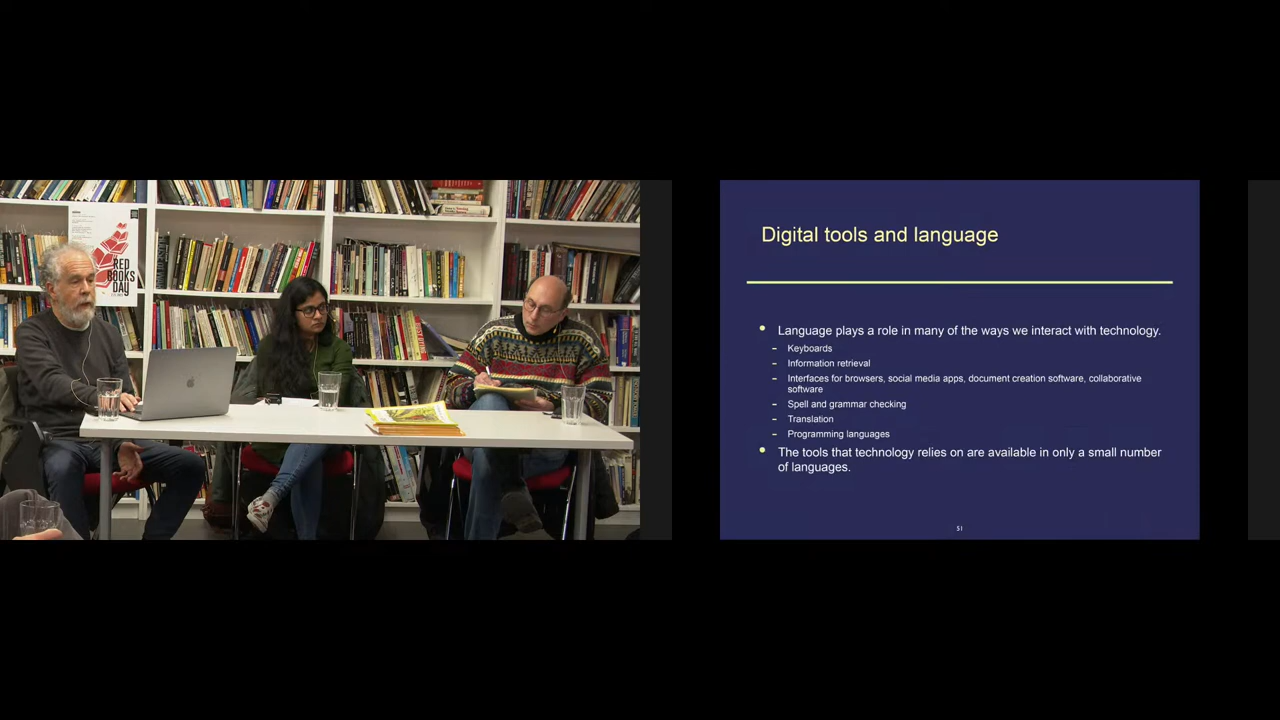 RED
BOOKS
DAY
Digital tools and language
• Language plays a role in many of the ways we interact with technology.
– Keyboards
– Information retrieval
– Interfaces for browsers, social media apps, document creation software, collaborative
software
– Spell and grammar checking
– Translation
– Programming languages
• The tools that technology relies on are available in only a small number
of languages.
51